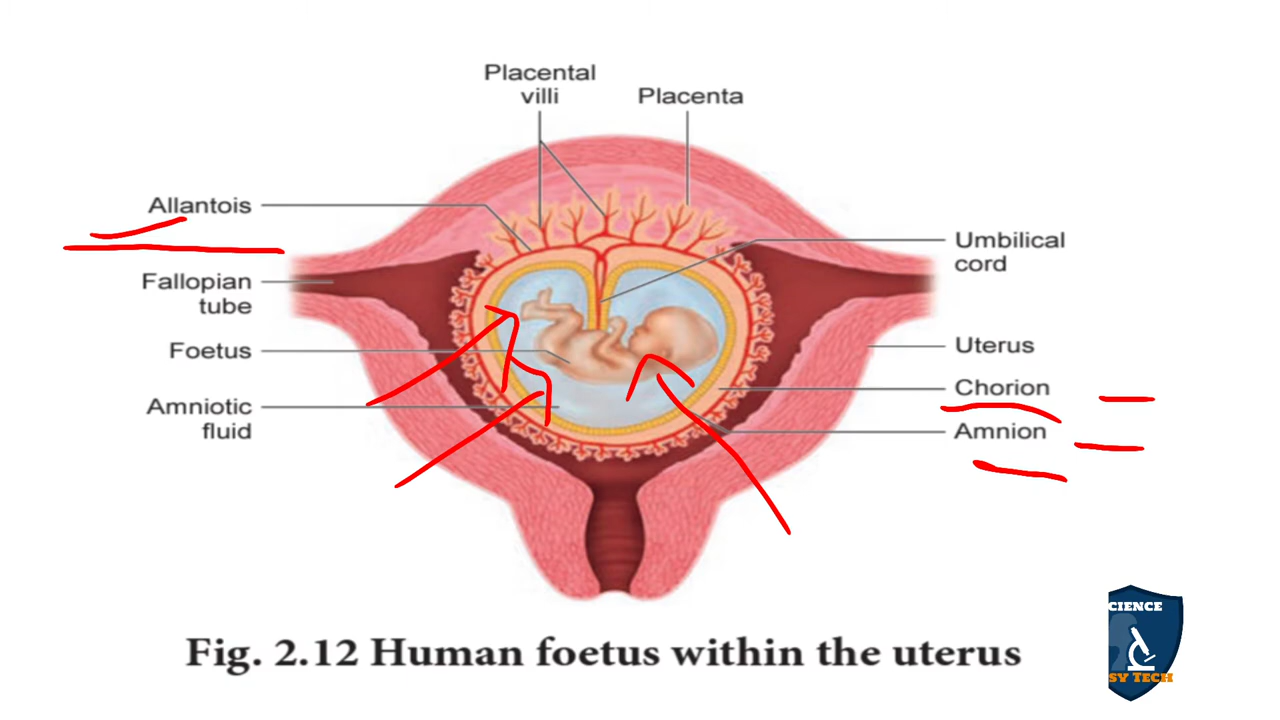 Placental
villi
Placenta
Allantois
Umbilical
cord
Fallopian
tube
Foetus
Uterus
Chorion
Amniotic
fluid
Amnion
Fig. 2.12 Human foetus within the uterus
CIENCE
SY TECH